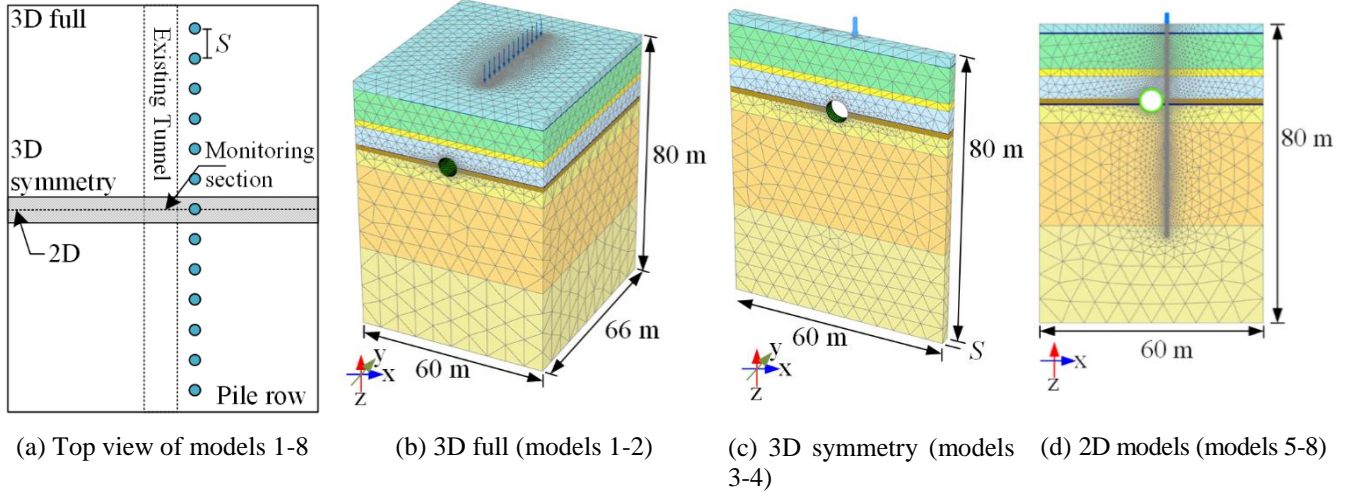 3D full
S
Existing Tunnel
3D
symmetry
Monitoring
section
2D
Pile row
80 m
66 m
60 m
y
x
z
80 m
60 m
S
y
x
z
80 m
60 m
y
x
z
(a) Top view of models 1-8
(b) 3D full (models 1-2)
(c) 3D symmetry (models
3-4)
(d) 2D models (models 5-8)